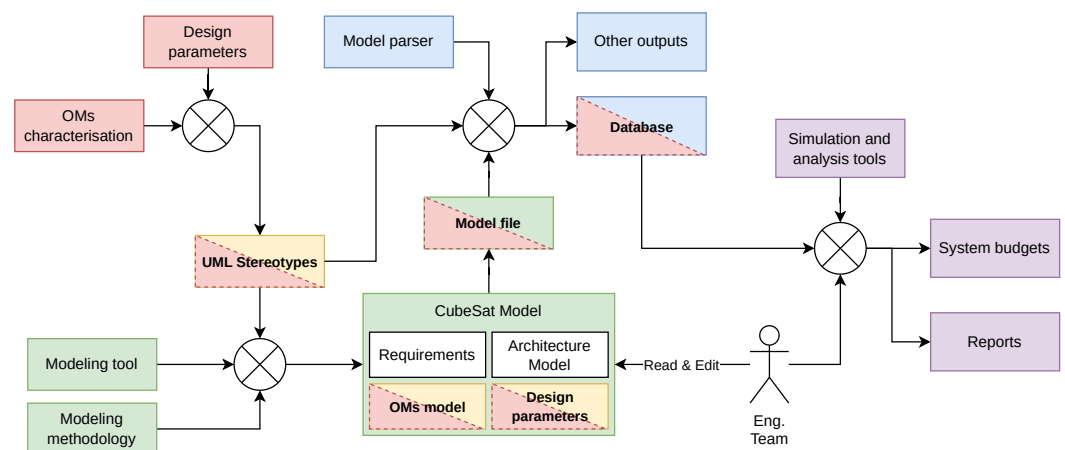 Design
parameters
Model parser
Other outputs
OMs
characterisation
Database
Simulation and
analysis tools
Model file
UML Stereotypes
System budgets
CubeSat Model
Requirements
Architecture
Model
Modeling tool
Read & Edit
Reports
OMs model
Design
parameters
Modeling
methodology
Eng.
Team